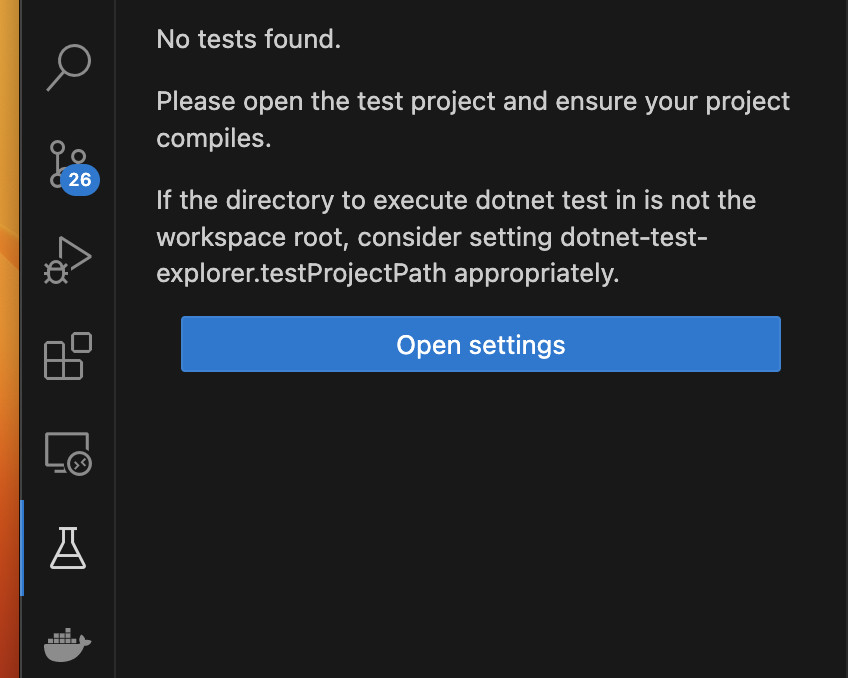 No tests found.
Please open the test project and ensure your project
compiles.
26
If the directory to execute dotnet test in is not the
workspace root, consider setting dotnet-test-
explorer.testProjectPath appropriately.
Open settings